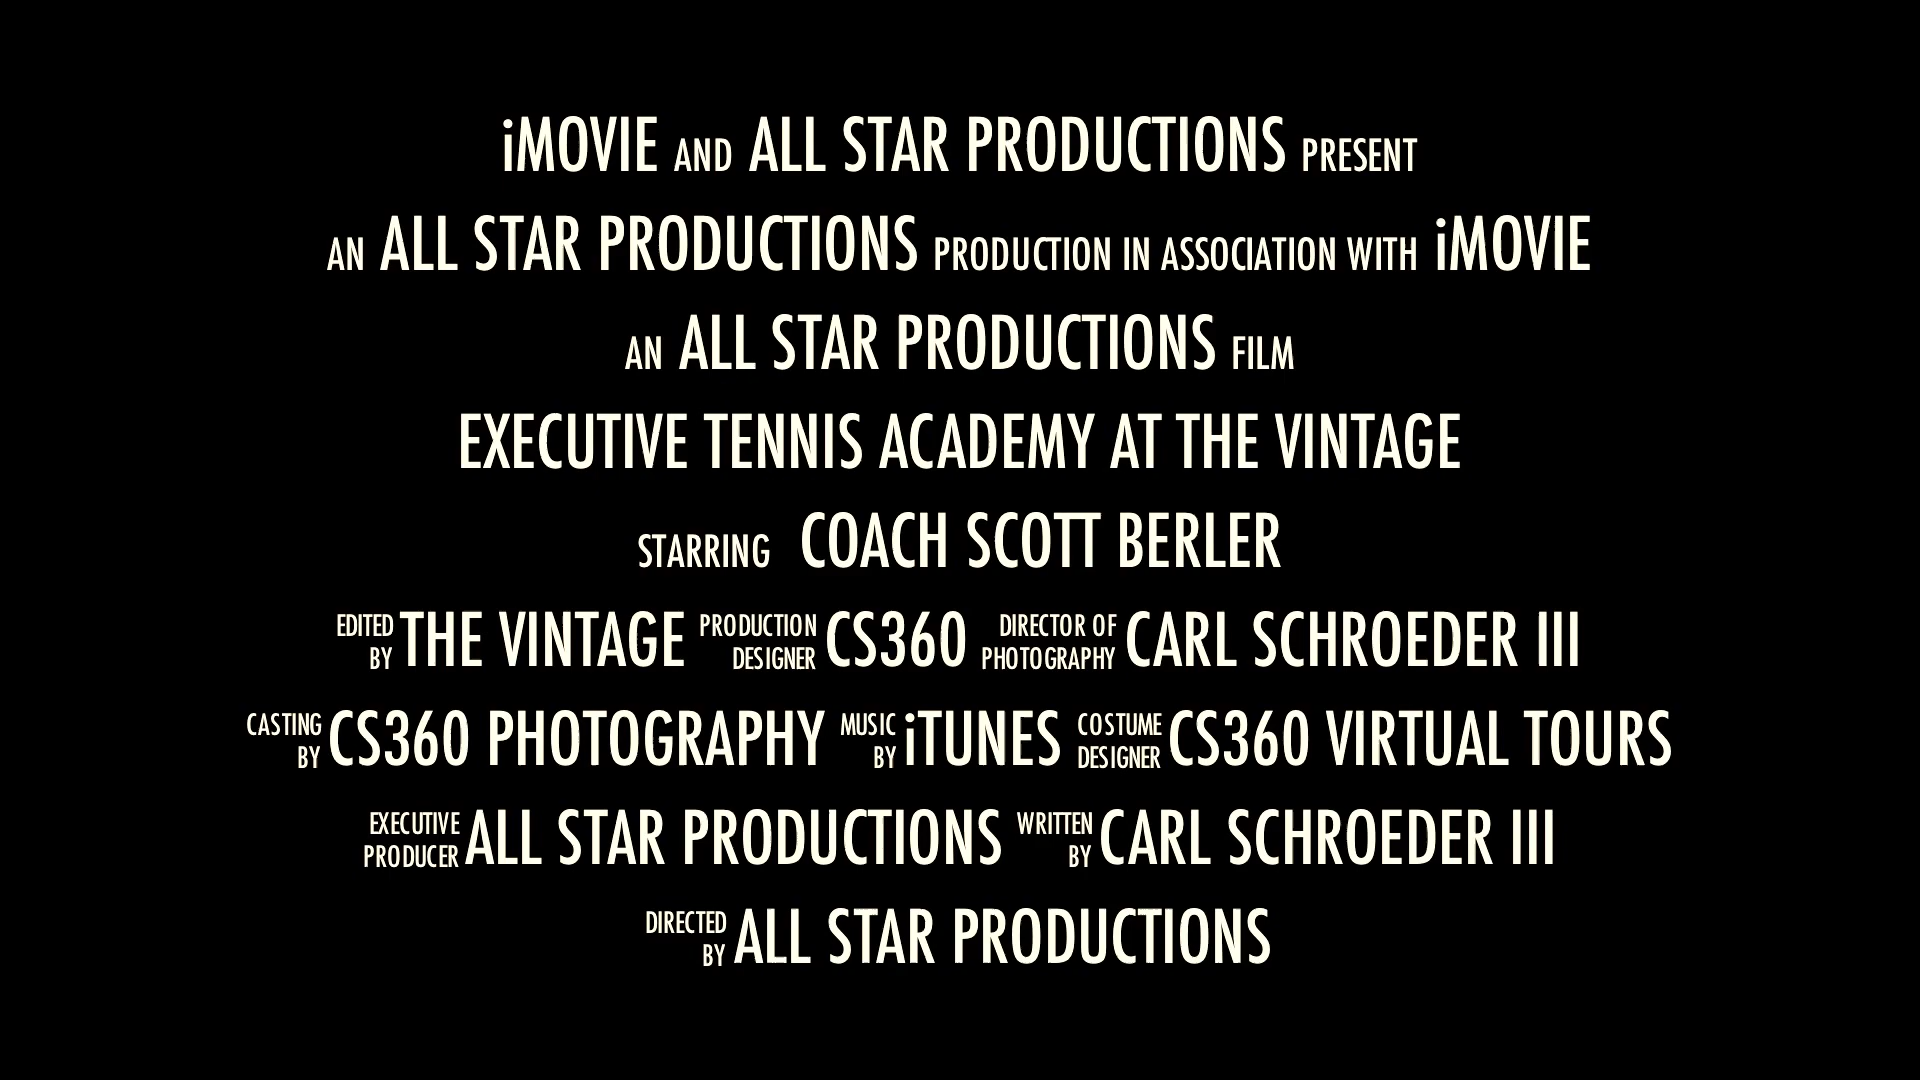 iMOVIE AND ALL STAR PRODUCTIONS PRESENT
AN ALL STAR PRODUCTIONS PRODUCTION IN ASSOCIATION WITH iMOVIE
AN ALL STAR PRODUCTIONS FILM
EXECUTIVE TENNIS ACADEMY AT THE VINTAGE
STARRING COACH SCOTT BERLER
EDITED BY THE VINTAGE PRODUCTION DESIGNER CS360 DIRECTOR OF PHOTOGRAPHY CARL SCHROEDER III
CASTING BY CS360 PHOTOGRAPHY MUSIC BY iTUNES COSTUME DESIGNER CS360 VIRTUAL TOURS
EXECUTIVE PRODUCER ALL STAR PRODUCTIONS WRITTEN BY CARL SCHROEDER III
DIRECTED BY ALL STAR PRODUCTIONS